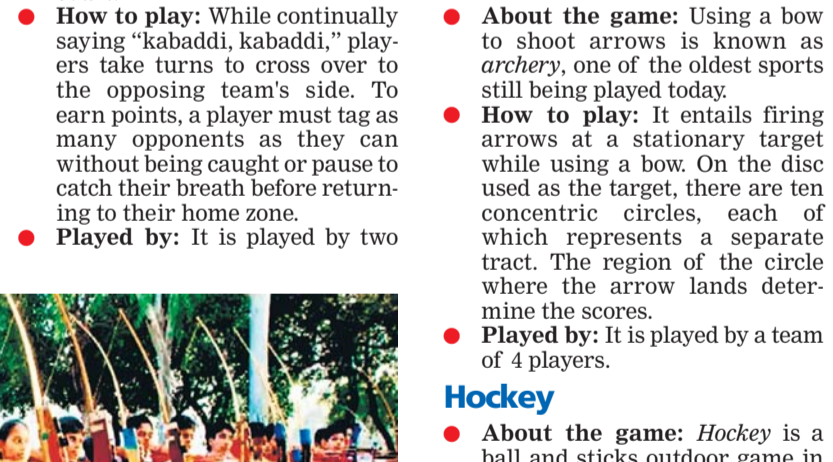 ● How to play: While continually
saying “kabaddi, kabaddi,” play-
ers take turns to cross over to
the opposing team's side. To
earn points, a player must tag as
many opponents as they can
without being caught or pause to
catch their breath before return-
ing to their home zone.
● Played by: It is played by two
● About the game: Using a bow
to shoot arrows is known as
archery, one of the oldest sports
still being played today.
● How to play: It entails firing
arrows at a stationary target
while using a bow. On the disc
used as the target, there are ten
concentric circles, each of
which represents a separate
tract. The region of the circle
where the arrow lands deter-
mine the scores.
● Played by: It is played by a team
of 4 players.
Hockey
● About the game: Hockey is a
ball and sticks outdoor game in